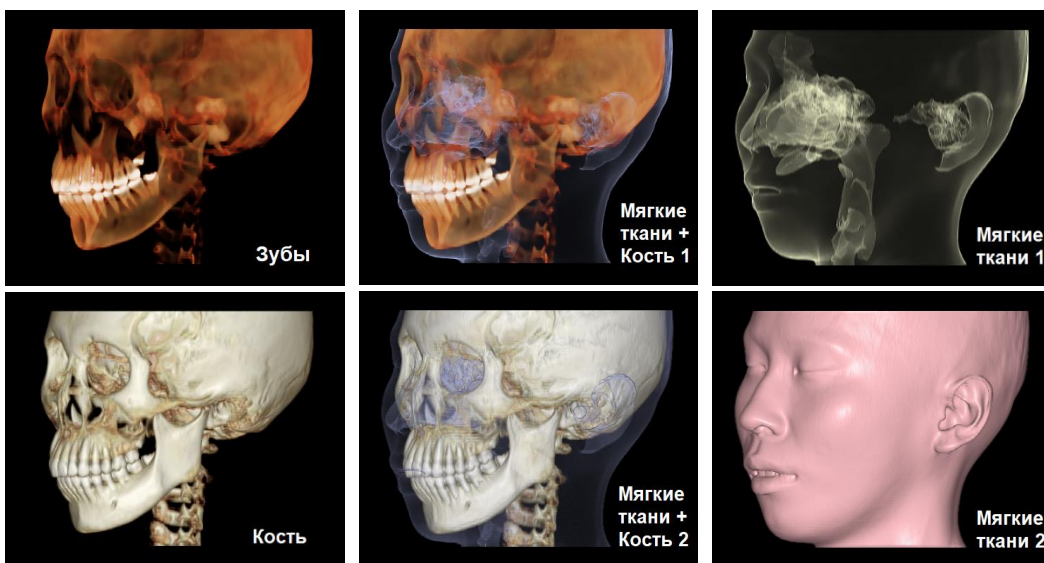 Зубы
Мягкие
ткани +
Кость 1
Мягкие
ткани 1
Кость
Мягкие
ткани +
Кость 2
Мягкие
ткани 2